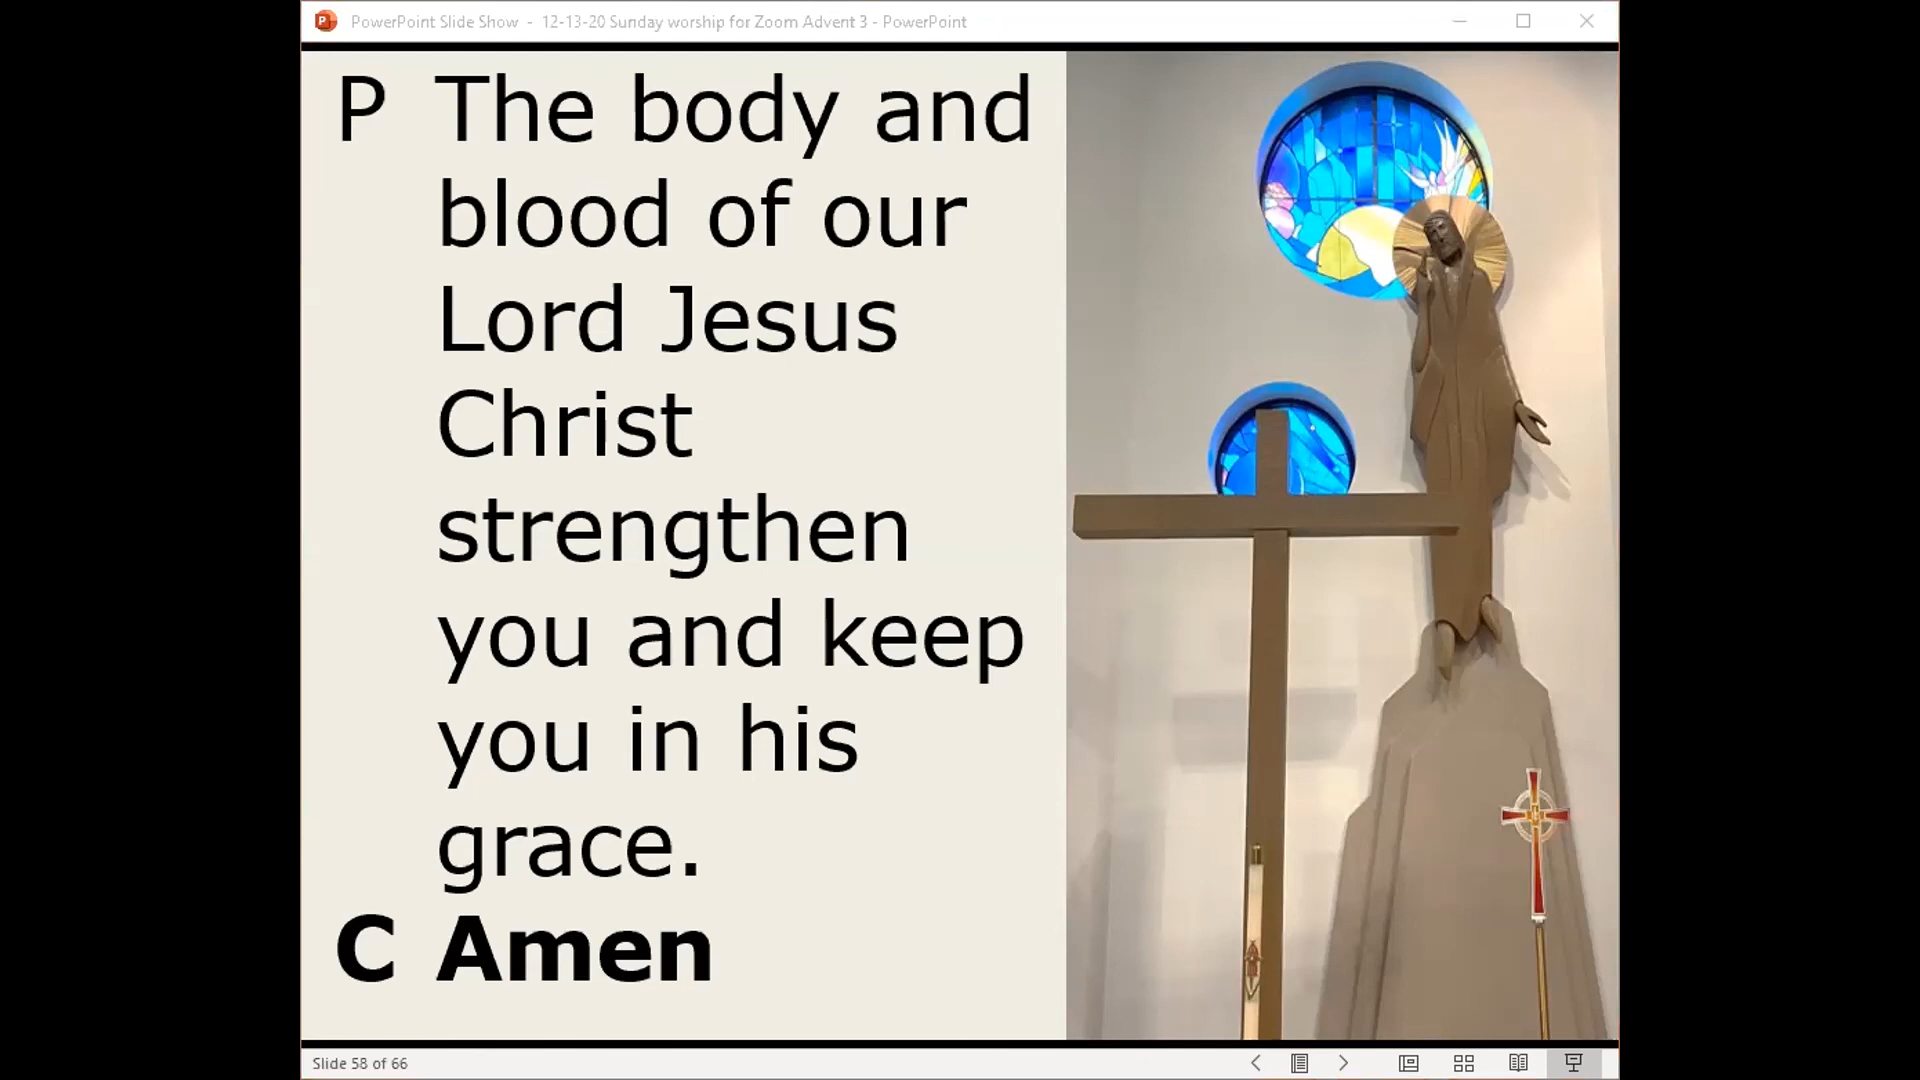 PowerPoint Slide Show - 12-13-20 Sunday worship for Zoom Advent 3 - PowerPoint
P The body and
blood of our
Lord Jesus
Christ
strengthen
you and keep
you in his
grace.
C Amen
Slide 58 of 66